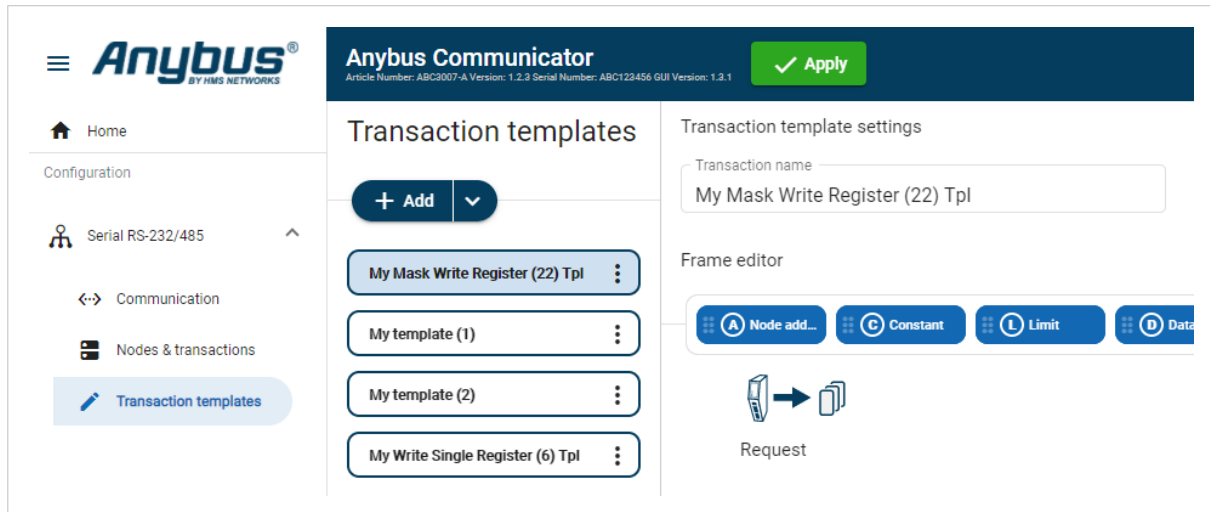 Anybus®
BY HMS NETWORKS
Anybus Communicator
Article Number: ABC3007-A Version: 1.2.3 Serial Number: ABC123456 GUI Version: 1.3.1
Apply
Home
Configuration
Serial RS-232/485
Communication
Nodes & transactions
Transaction templates
Transaction templates
+ Add
My Mask Write Register (22) Tpl
My template (1)
My template (2)
My Write Single Register (6) Tpl
Transaction template settings
Transaction name
My Mask Write Register (22) Tpl
Frame editor
A Node add...
C Constant
L Limit
D Data
Request